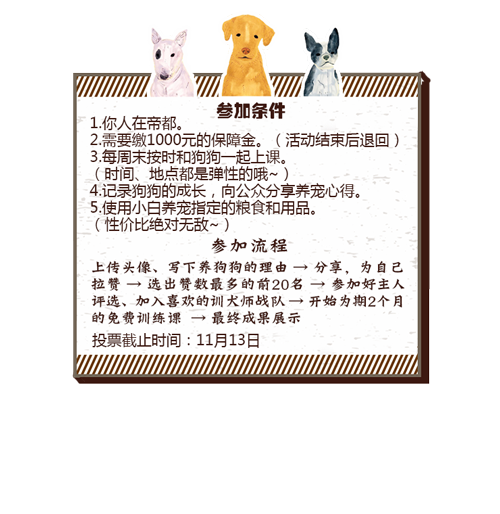 参加条件
1.你人在帝都。
2.需要缴1000元的保障金。（活动结束后退回）
3.每周末按时和狗狗一起上课。
（时间、地点都是弹性的哦~）
4.记录狗狗的成长，向公众分享养宠心得。
5.使用小白养宠指定的粮食和用品。
（性价比绝对无敌~）
参加流程
上传头像、写下养狗狗的理由 → 分享，为自己
拉赞 → 选出赞数最多的前20名 → 参加好主人
评选、加入喜欢的训犬师战队 → 开始为期2个月
的免费训练课 → 最终成果展示
投票截止时间：11月13日